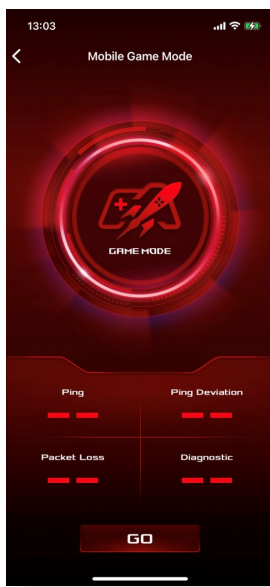 13:03
Mobile Game Mode
GAME MODE
Ping
Ping Deviation
-- --
-- --
Packet Loss
Diagnostic
-- --
-- --
GO